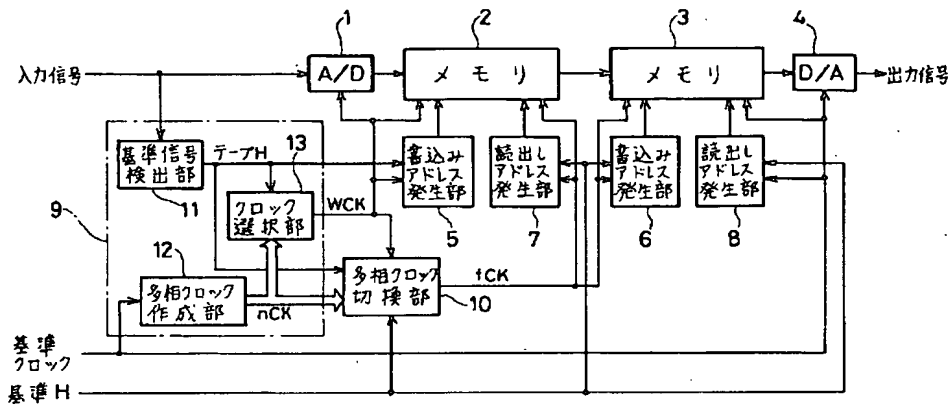 1
2
3
4
入力信号
A/D
メモリ
メモリ
D/A
出力信号
基準信号
検出部
テープH
13
書込み
アドレス
発生部
読出し
アドレス
発生部
書込み
アドレス
発生部
読出し
アドレス
発生部
11
クロック
選択部
WCK
5
7
6
8
9
12
多相クロック
作成部
nCK
多相クロック
切換部
fCK
10
基準
クロック
基準H